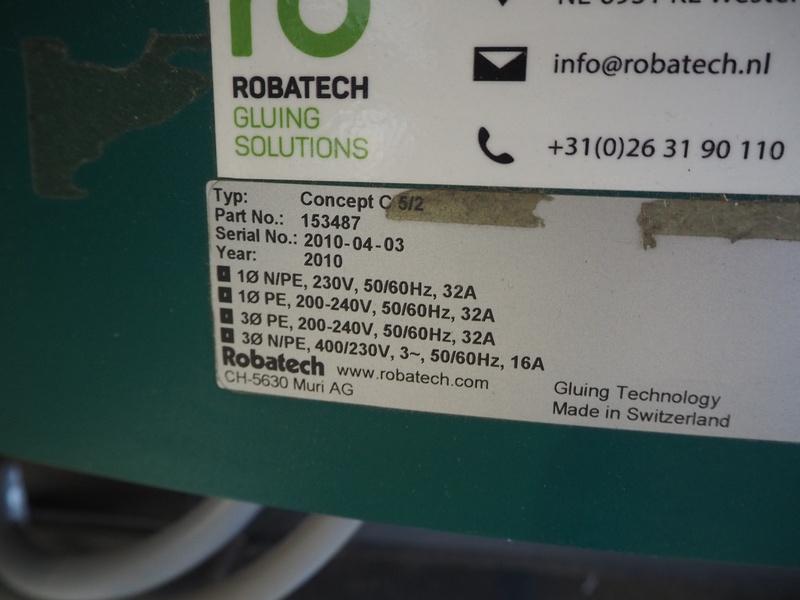 ro
ROBATECH
GLUING
SOLUTIONS
info@robatech.nl
+31(0)26 31 90 110
Typ: Concept C 5/2
Part No.: 153487
Serial No.: 2010-04-03
Year: 2010
1Ø N/PE, 230V, 50/60Hz, 32A
1Ø PE, 200-240V, 50/60Hz, 32A
3Ø PE, 200-240V, 50/60Hz, 32A
3Ø N/PE, 400/230V, 3~, 50/60Hz, 16A
Robatech www.robatech.com
CH-5630 Muri AG
Gluing Technology
Made in Switzerland